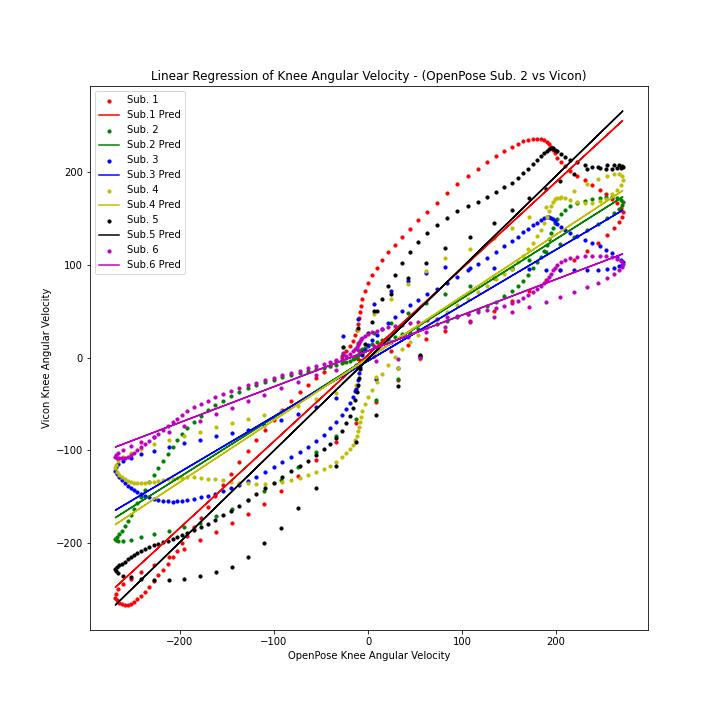 Linear Regression of Knee Angular Velocity - (OpenPose Sub. 2 vs Vicon)
Sub. 1
Sub.1 Pred
Sub. 2
Sub.2 Pred
Sub. 3
Sub.3 Pred
Sub. 4
Sub.4 Pred
Sub. 5
Sub.5 Pred
Sub. 6
Sub.6 Pred
Vicon Knee Angular Velocity
200
100
0
−100
−200
−200
−100
0
100
200
OpenPose Knee Angular Velocity